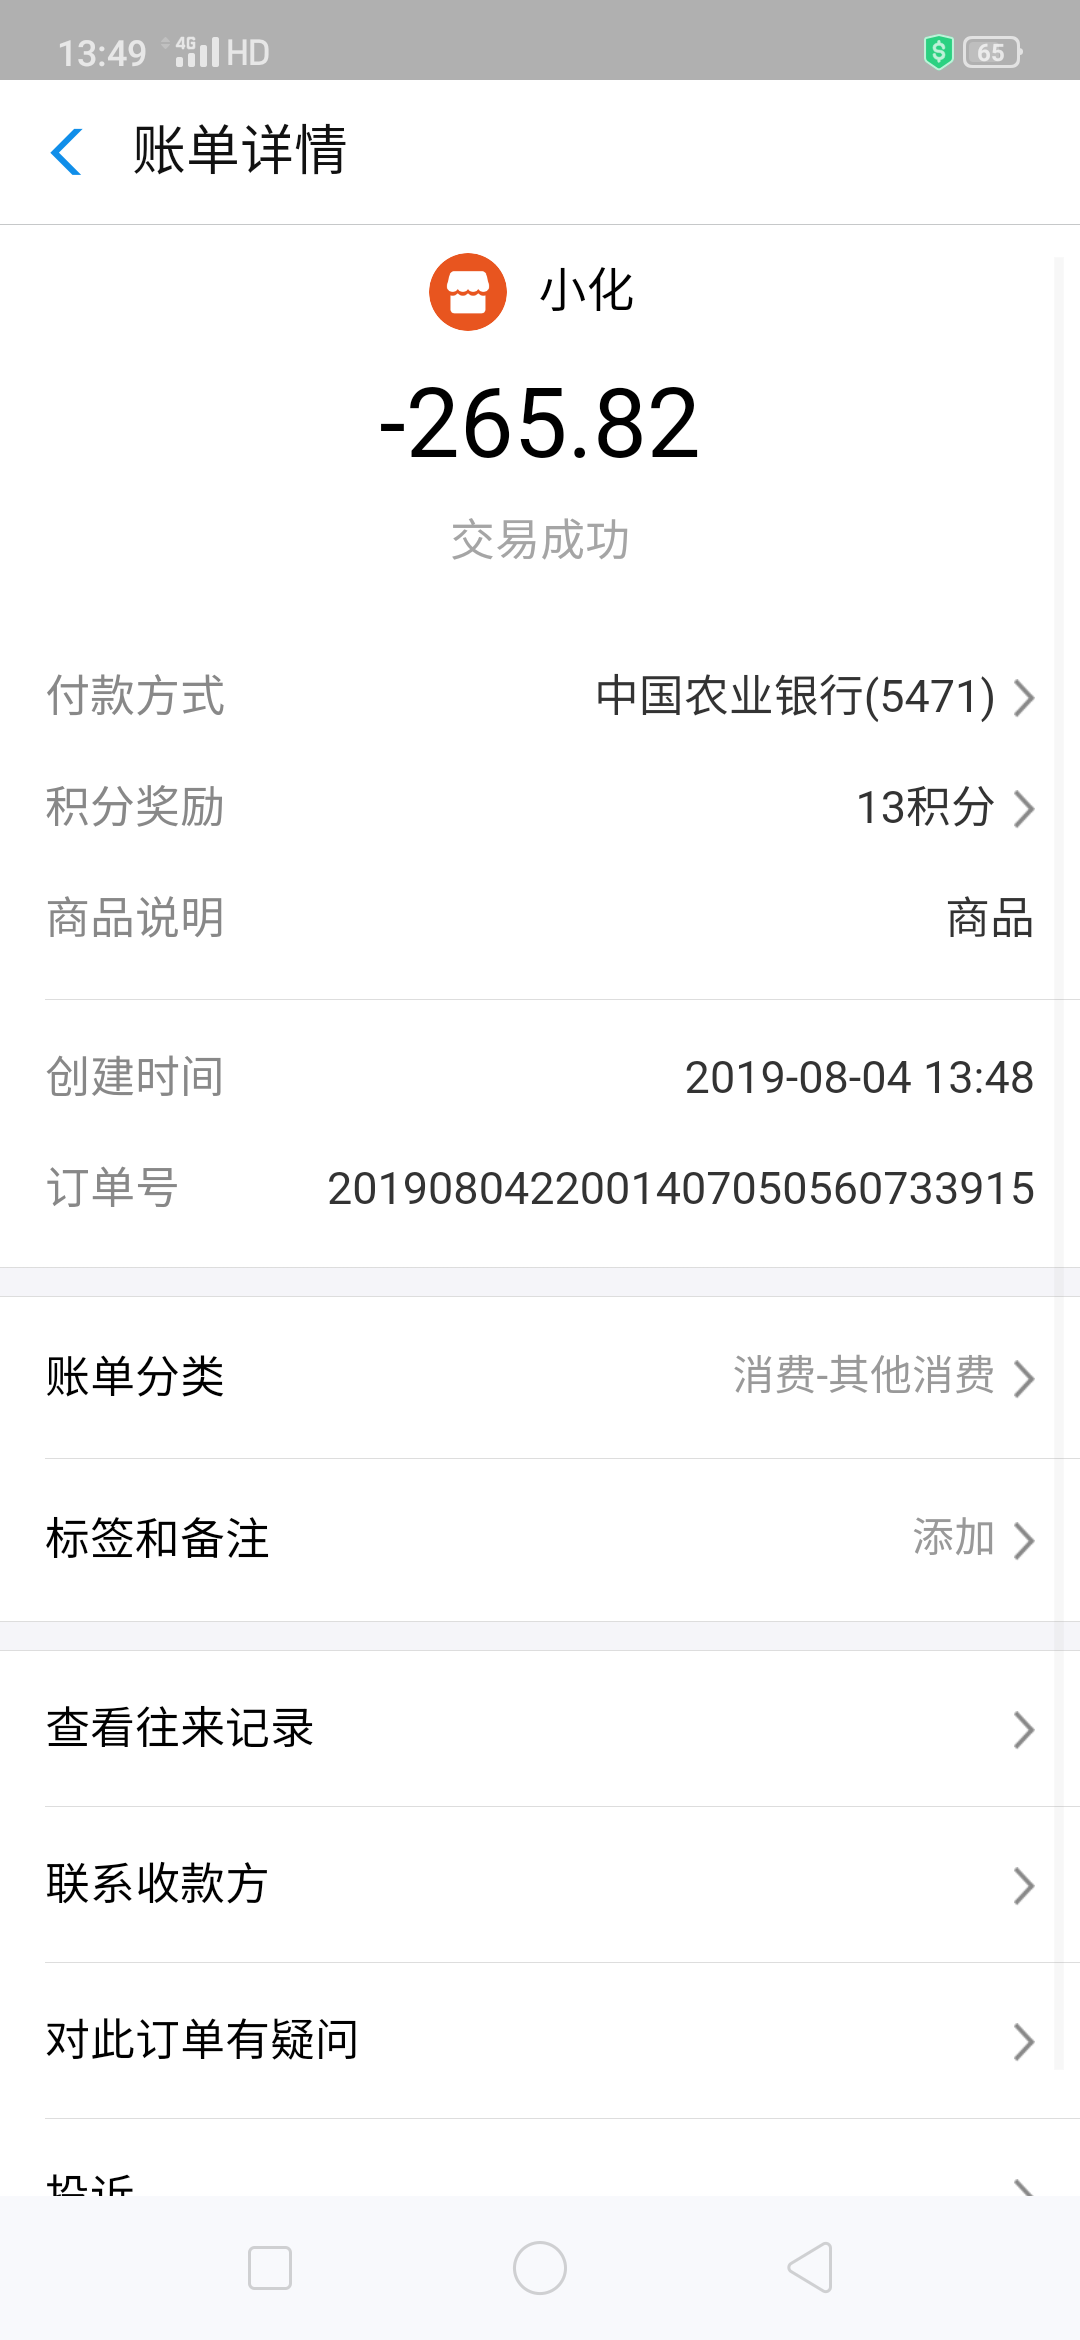 13:49 4G HD 65
账单详情
小化
-265.82
交易成功
付款方式 中国农业银行(5471)
积分奖励 13积分
商品说明 商品
创建时间 2019-08-04 13:48
订单号 2019080422001407050560733915
账单分类 消费-其他消费
标签和备注 添加
查看往来记录
联系收款方
对此订单有疑问
投诉